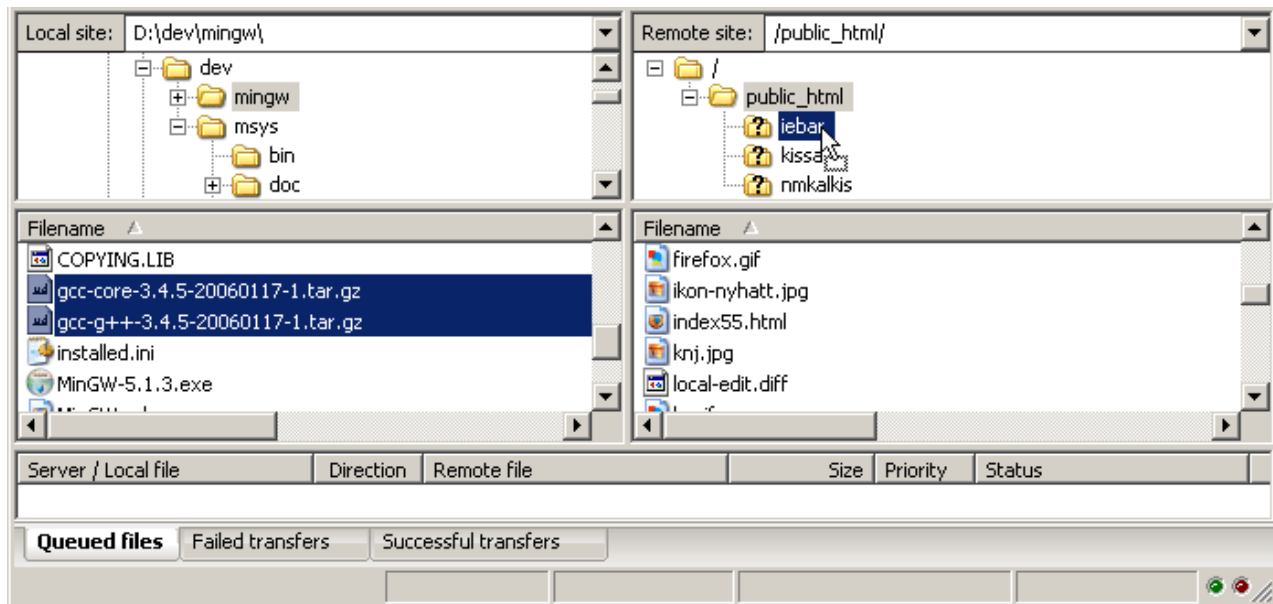 Local site: D:\dev\mingw\
dev
mingw
msys
bin
doc
Remote site: /public_html/
/
public_html
iebar
nmkalkis
Filename
COPYING.LIB
gcc-core-3.4.5-20060117-1.tar.gz
gcc-g++-3.4.5-20060117-1.tar.gz
installed.ini
MinGW-5.1.3.exe
Filename
firefox.gif
ikon-nyhatt.jpg
index55.html
knj.jpg
local-edit.diff
Server / Local file Direction Remote file Size Priority Status
Queued files Failed transfers Successful transfers